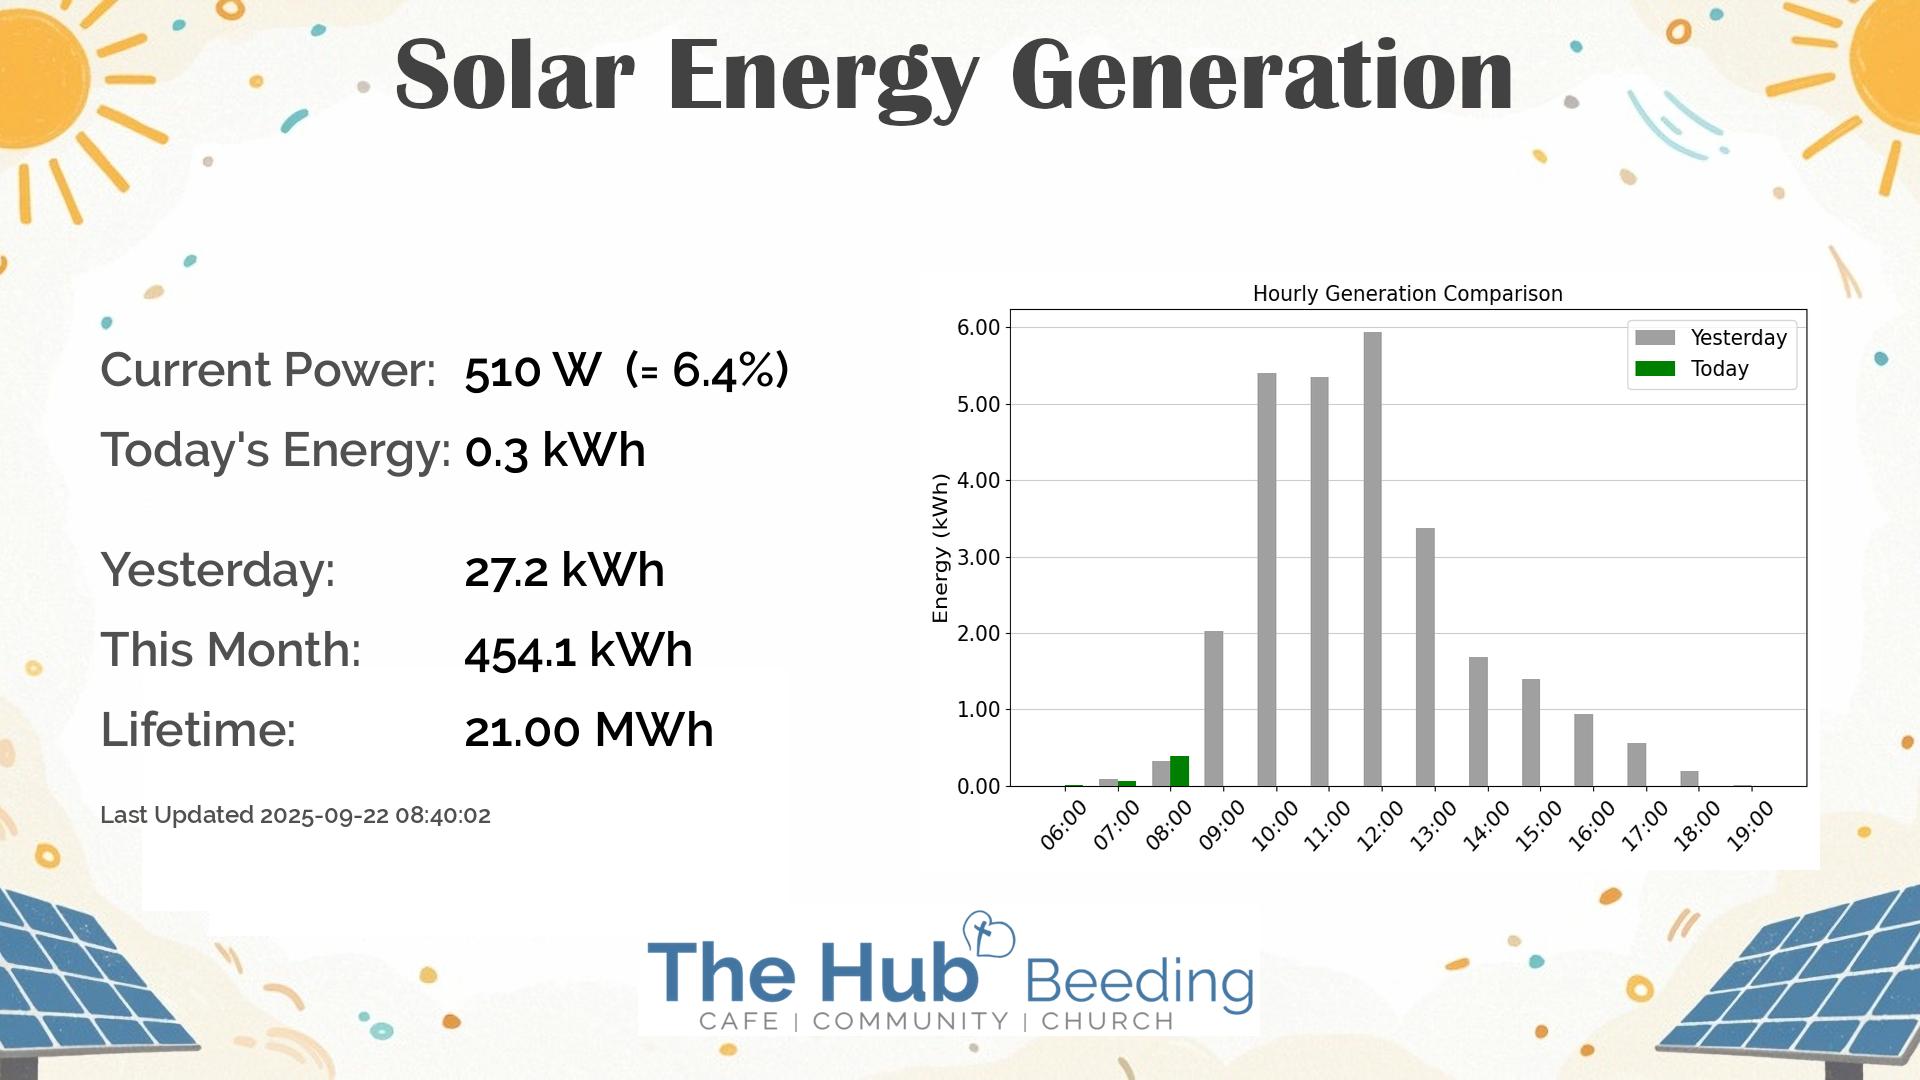 Solar Energy Generation
Current Power: 510 W (= 6.4%)
Today's Energy: 0.3 kWh
Yesterday: 27.2 kWh
This Month: 454.1 kWh
Lifetime: 21.00 MWh
Last Updated 2025-09-22 08:40:02
Hourly Generation Comparison
Yesterday
Today
Energy (kWh)
6.00
5.00
4.00
3.00
2.00
1.00
0.00
06:00 07:00 08:00 09:00 10:00 11:00 12:00 13:00 14:00 15:00 16:00 17:00 18:00 19:00
The Hub Beeding
CAFE | COMMUNITY | CHURCH